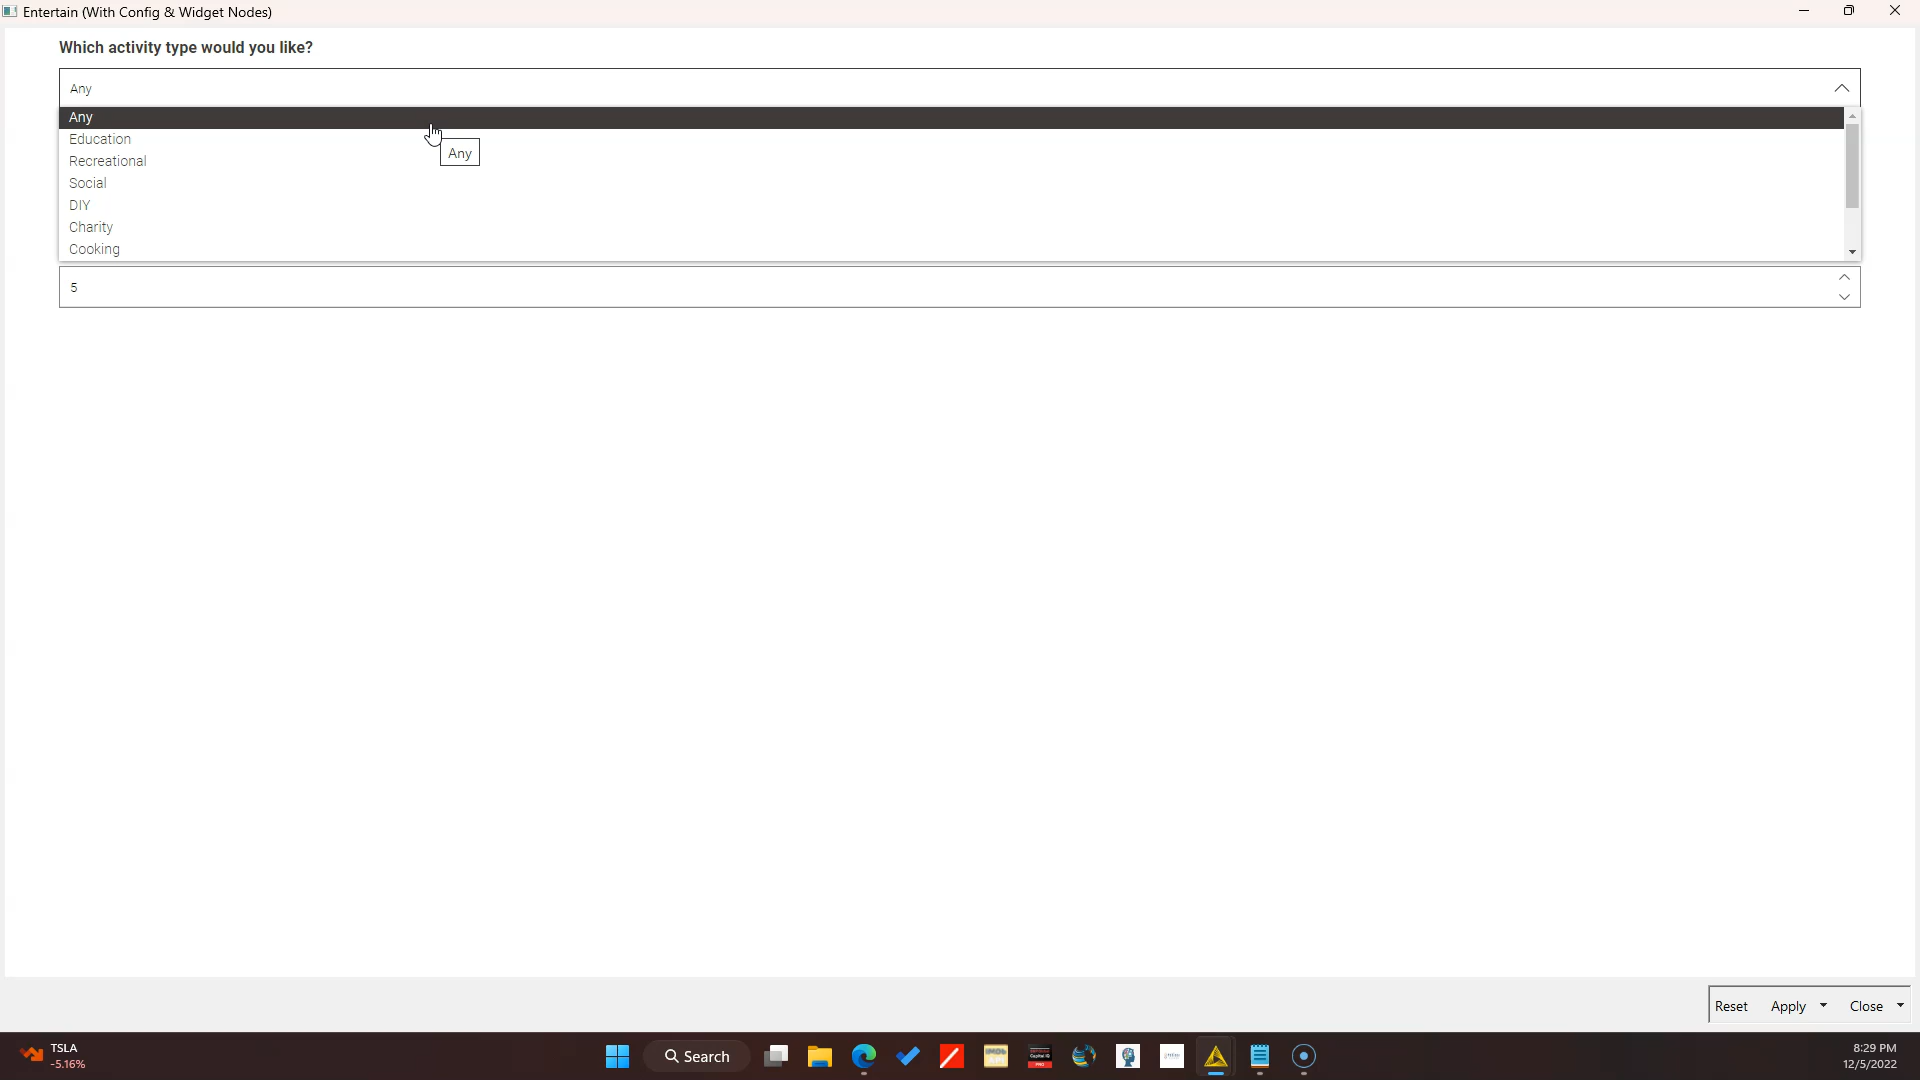 Entertain (With Config & Widget Nodes)
Which activity type would you like?
Any
Any
Education
Any
Recreational
Social
DIY
Charity
Cooking
5
Reset Apply Close
TSLA
-5.16%
Search
8:29 PM
12/5/2022